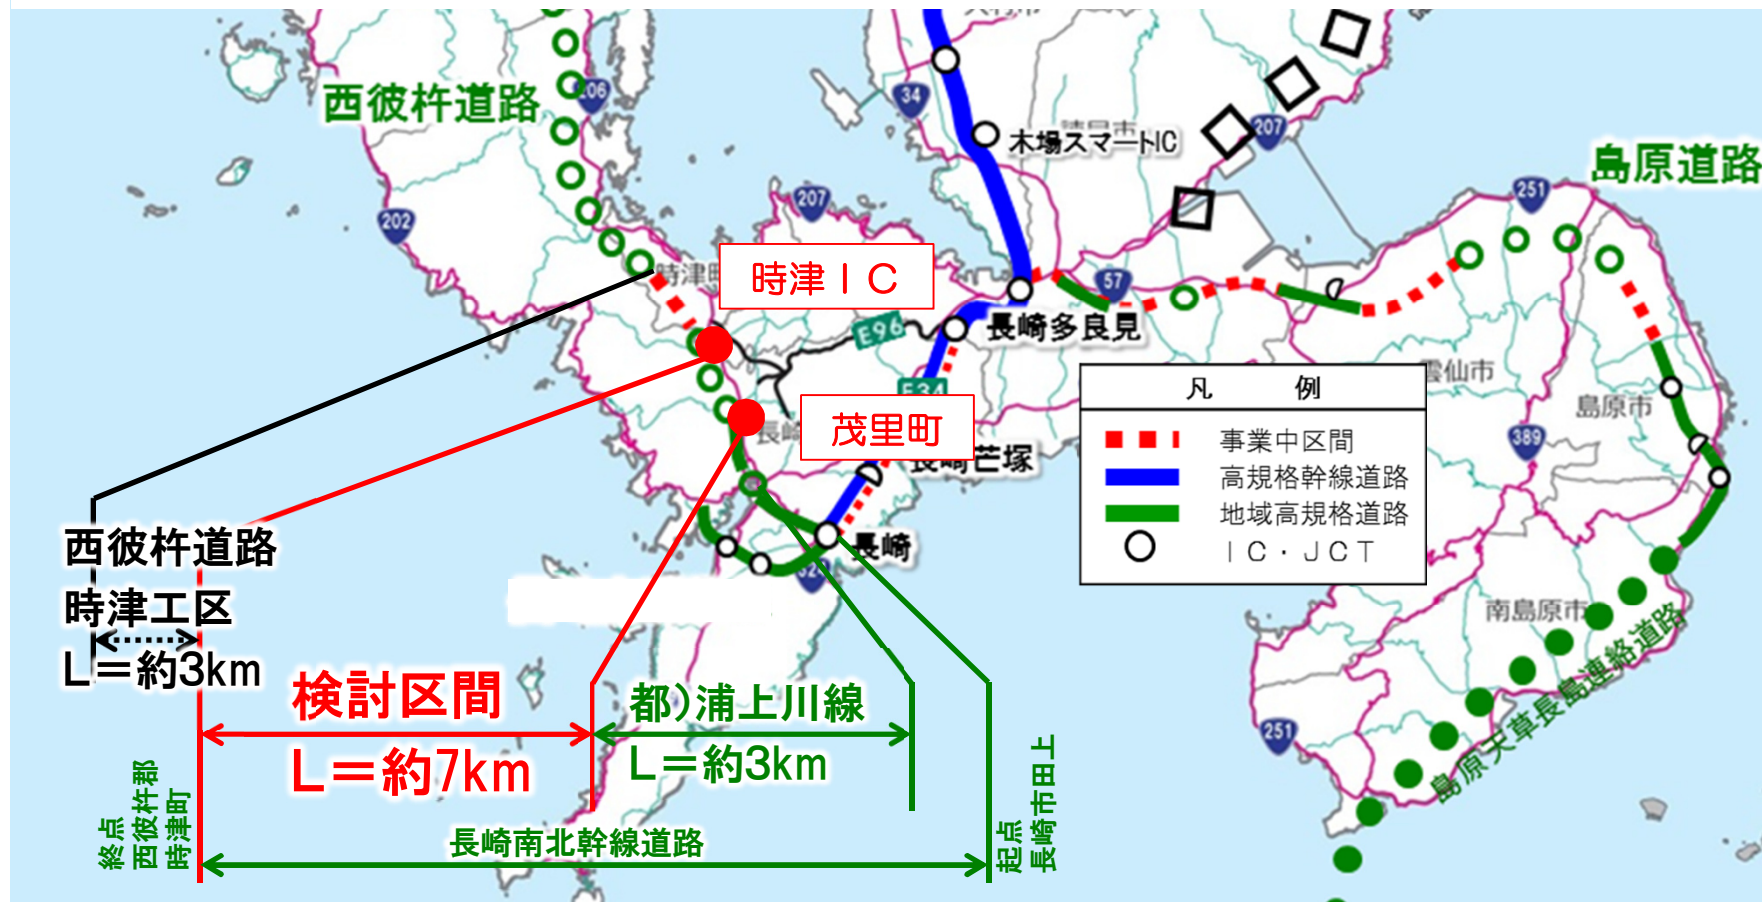 西彼杵道路
206
34
木場スマートIC
207
島原道路
202
207
251
時津IC
57
E96
長崎多良見
E34
茂里町
長崎芒塚
凡 例
事業中区間
高規格幹線道路
地域高規格道路
IC・JCT
雲仙市
島原市
389
西彼杵道路
時津工区
L=約3km
長崎
324
南島原市
島原天草長島連絡道路
251
検討区間
L=約7km
都)浦上川線
L=約3km
終点
西彼杵郡
時津町
長崎南北幹線道路
起点
長崎市田上